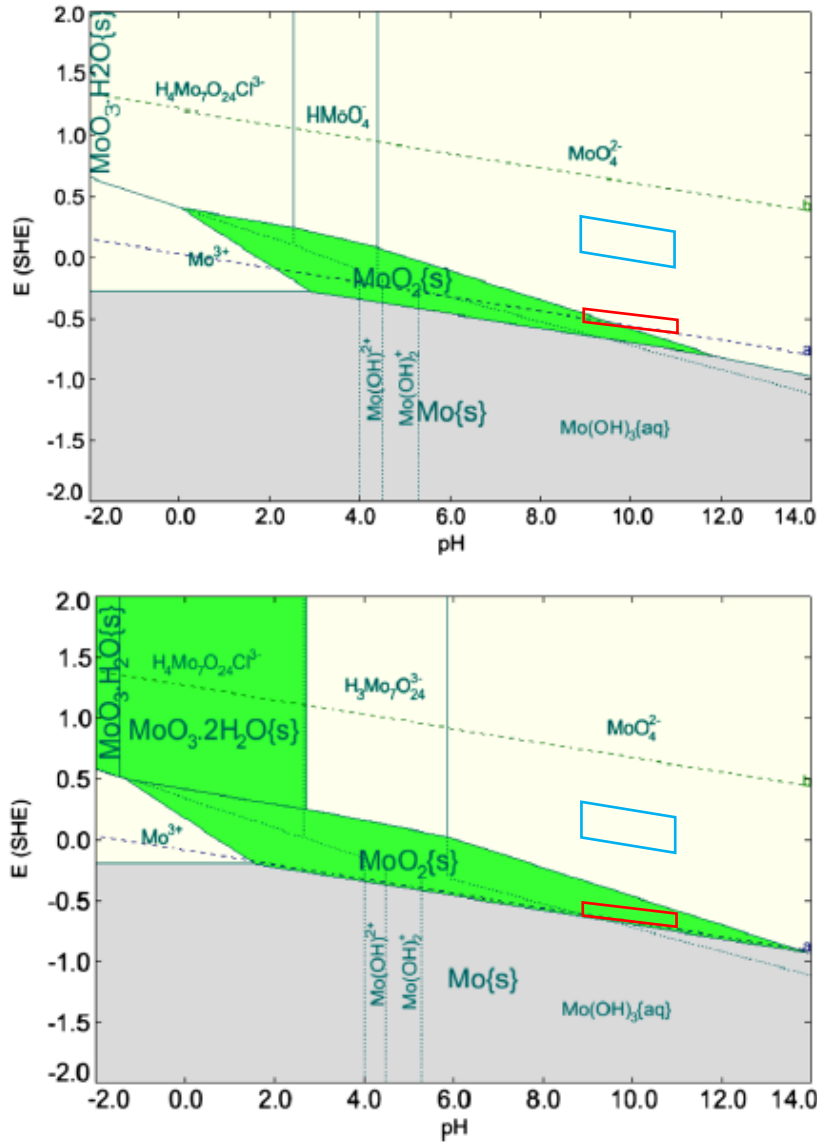 2.0
1.5
1.0
0.5
0.0
-0.5
-1.0
-1.5
-2.0
E (SHE)
MoO₃.H2O{s}
H₄Mo₇O₂₄Cl³⁻
HMoO₄⁻
MoO₄²⁻
b
Mo³⁺
MoO₂{s}
a
Mo(OH)²⁺
Mo(OH)₂⁺
Mo{s}
Mo(OH)₃{aq}
-2.0 0.0 2.0 4.0 6.0 8.0 10.0 12.0 14.0
pH
2.0
1.5
1.0
0.5
0.0
-0.5
-1.0
-1.5
-2.0
E (SHE)
MoO₃.H₂O{s}
H₄Mo₇O₂₄Cl³⁻
H₃Mo₇O₂₄³⁻
MoO₄²⁻
MoO₃.2H₂O{s}
b
Mo³⁺
MoO₂{s}
a
Mo(OH)²⁺
Mo(OH)₂⁺
Mo{s}
Mo(OH)₃{aq}
-2.0 0.0 2.0 4.0 6.0 8.0 10.0 12.0 14.0
pH